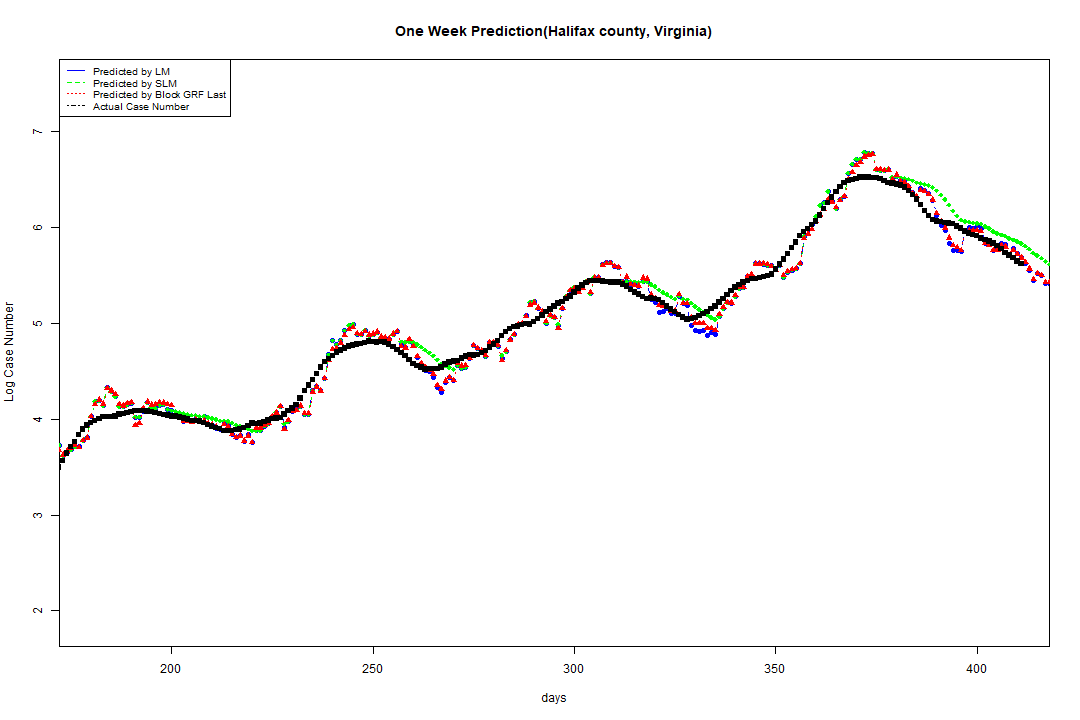 One Week Prediction(Halifax county, Virginia)
Predicted by LM
Predicted by SLM
Predicted by Block GRF Last
Actual Case Number
7
6
5
4
3
2
Log Case Number
200 250 300 350 400
days